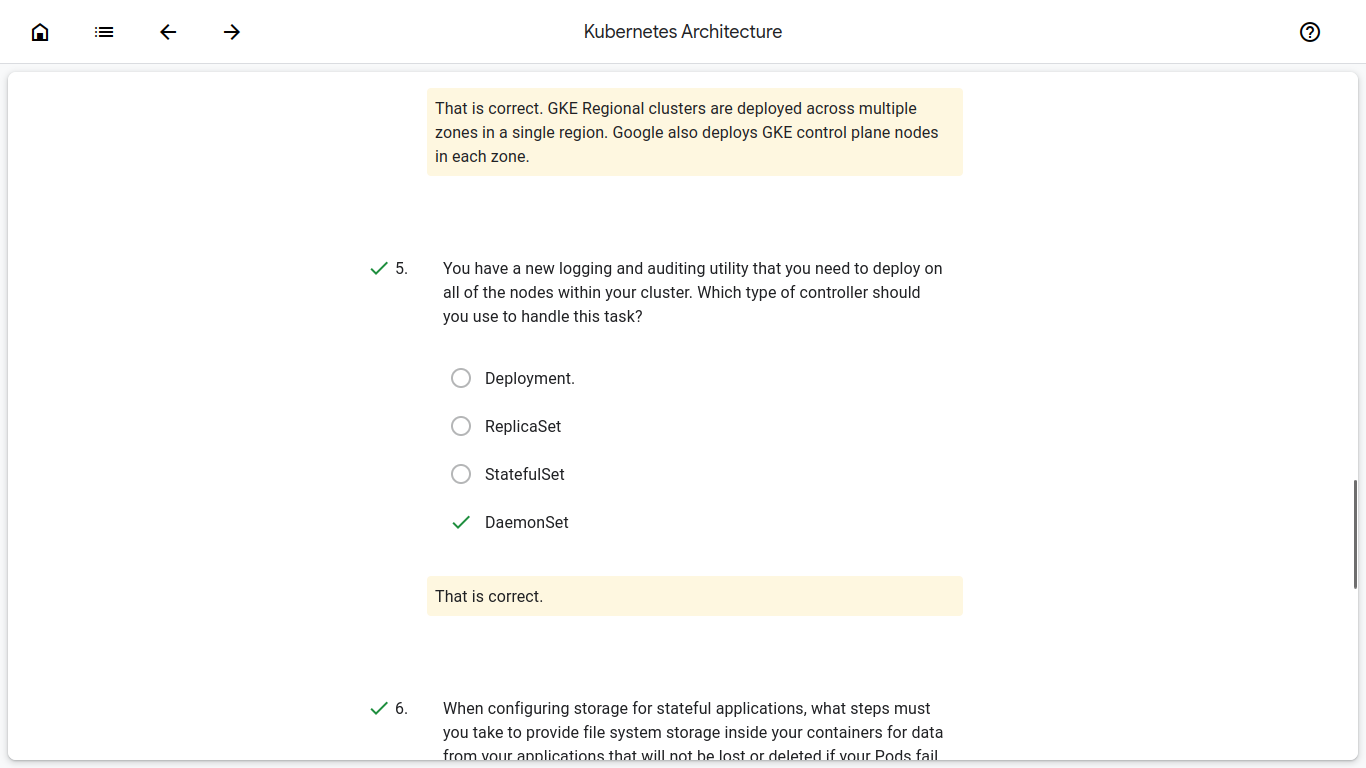 Kubernetes Architecture
That is correct. GKE Regional clusters are deployed across multiple
zones in a single region. Google also deploys GKE control plane nodes
in each zone.
5. You have a new logging and auditing utility that you need to deploy on
all of the nodes within your cluster. Which type of controller should
you use to handle this task?
Deployment.
ReplicaSet
StatefulSet
DaemonSet
That is correct.
6. When configuring storage for stateful applications, what steps must
you take to provide file system storage inside your containers for data
from your applications that will not be lost or deleted if your Pods fail